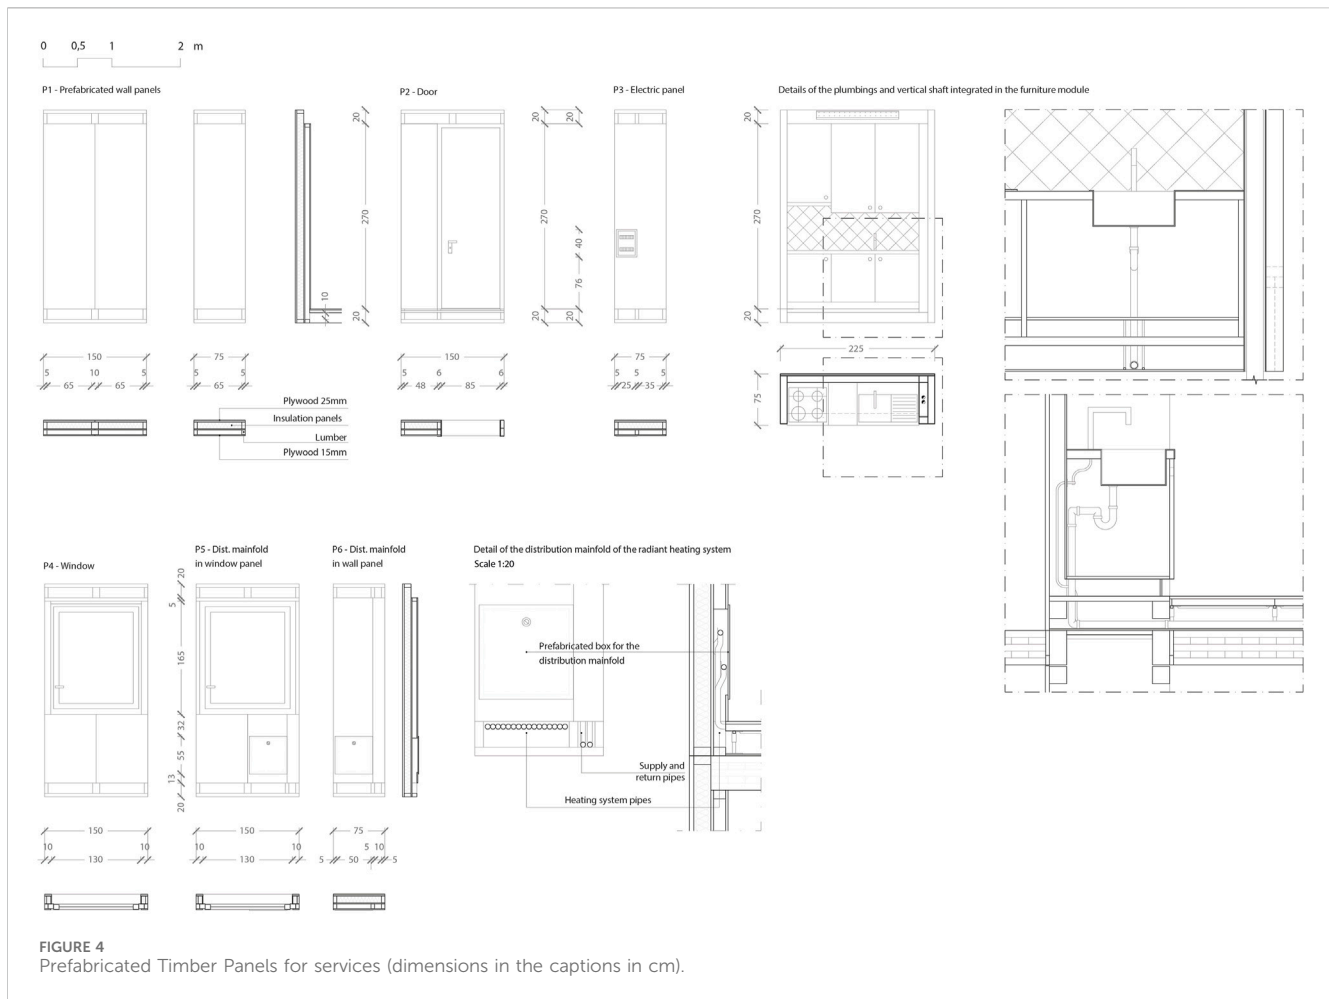 0 0,5 1 2 m
P1 - Prefabricated wall panels
P2 - Door
P3 - Electric panel
Details of the plumbings and vertical shaft integrated in the furniture module
20
270
10
20
20
20
270
40
76
20
20
20
270
20
150
5 10 5
65 65
75
5 5
65
150
5 6 6
48 85
75
5 5 5
25 35
225
75
Plywood 25mm
Insulation panels
Lumber
Plywood 15mm
P4 - Window
P5 - Dist. mainfold
in window panel
P6 - Dist. mainfold
in wall panel
Detail of the distribution mainfold of the radiant heating system
Scale 1:20
20
5
165
32
55
13
20
Prefabricated box for the
distribution mainfold
Supply and
return pipes
Heating system pipes
150
10 10
130
150
10 10
130
75
5 10
5 50 5
FIGURE 4
Prefabricated Timber Panels for services (dimensions in the captions in cm).